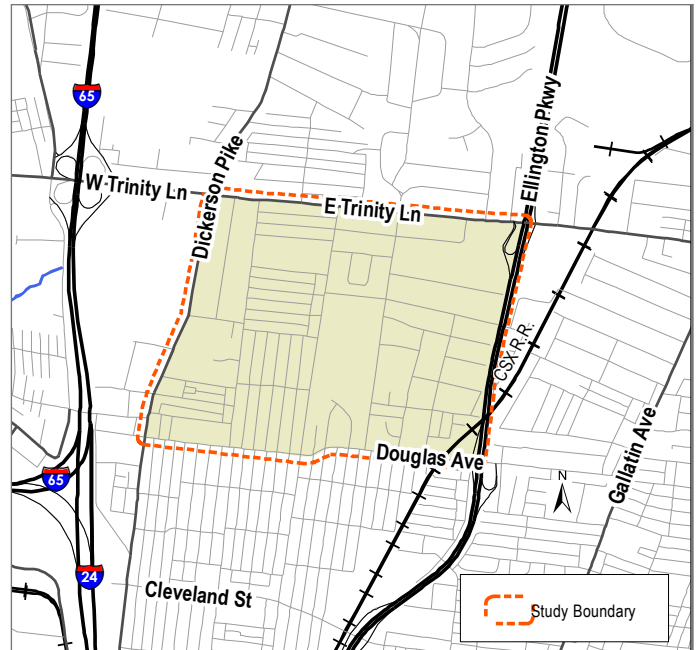 65
W Trinity Ln
Dickerson Pike
E Trinity Ln
Ellington Pkwy
CSX R.R.
Gallatin Ave
Douglas Ave
N
65
24
Cleveland St
Study Boundary